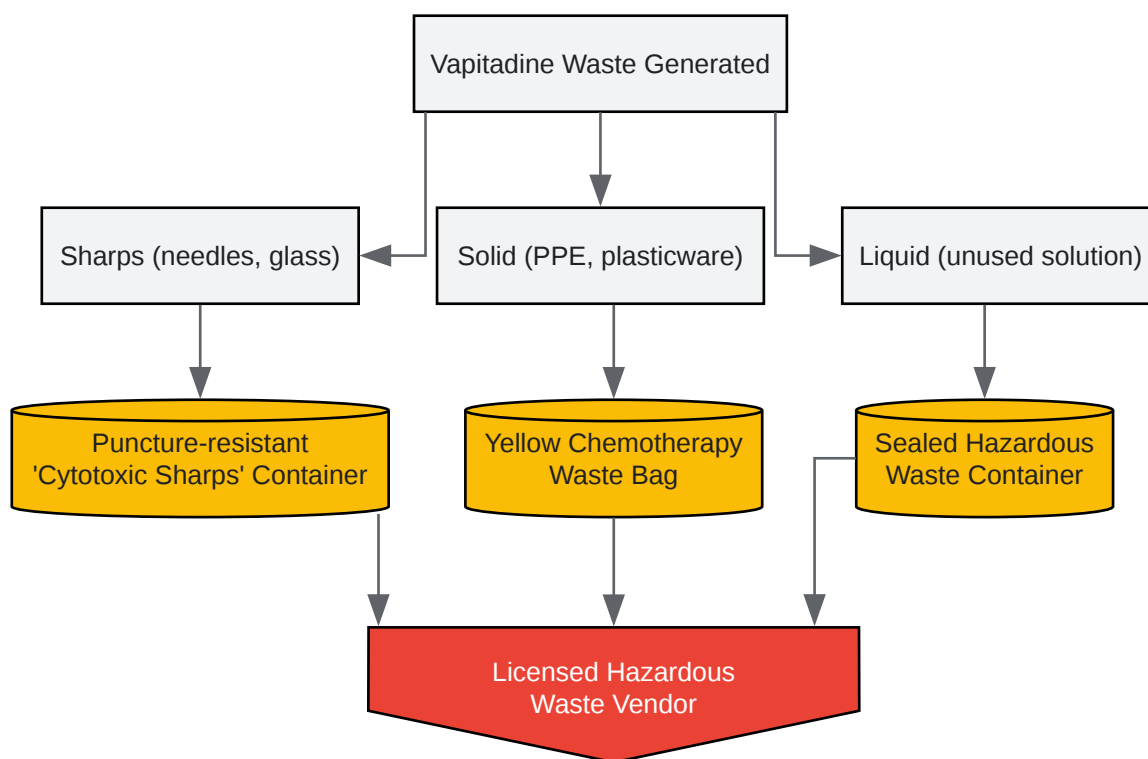 Vapitadine Waste Generated
Sharps (needles, glass)
Solid (PPE, plasticware)
Liquid (unused solution)
Puncture-resistant
'Cytotoxic Sharps' Container
Yellow Chemotherapy
Waste Bag
Sealed Hazardous
Waste Container
Licensed Hazardous
Waste Vendor